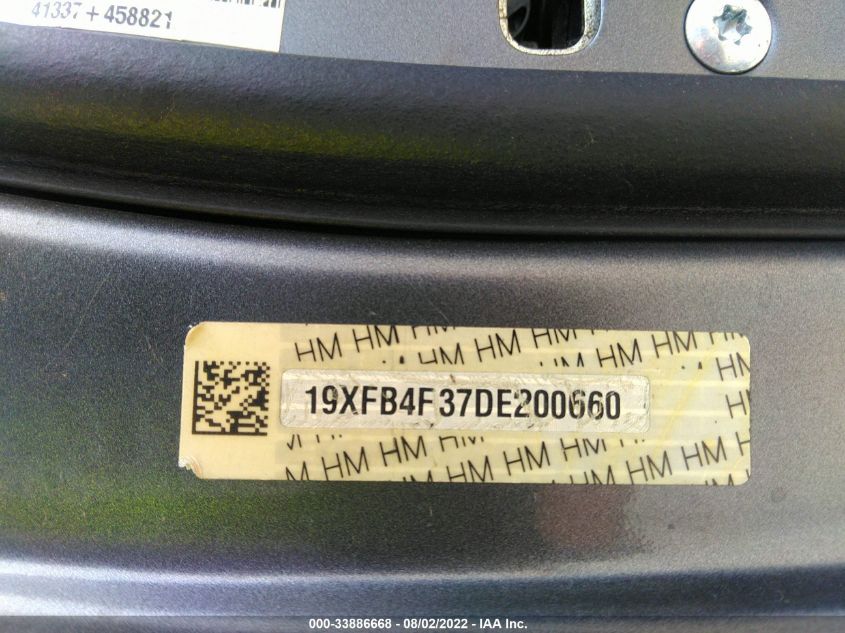 41337 + 458821
HM HM HM
HM HM HM HM HM
19XFB4F37DE200660
HM HM HM HM
HM HM HM HM HM HM
000-33886668 - 08/02/2022 - IAA Inc.